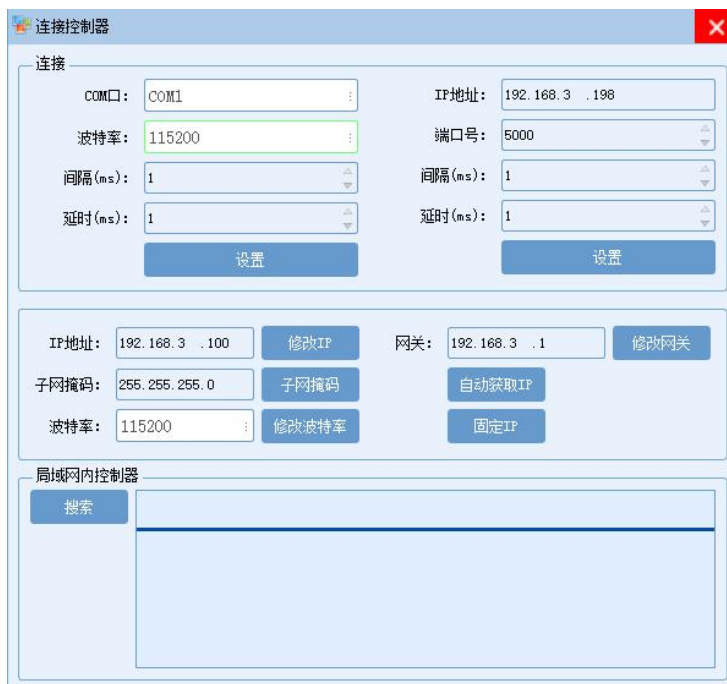 连接控制器
连接
COM口: COM1 IP地址: 192.168.3 .198
波特率: 115200 端口号: 5000
间隔(ms): 1 间隔(ms): 1
延时(ms): 1 延时(ms): 1
设置 设置
IP地址: 192.168.3 .100 修改IP 网关: 192.168.3 .1 修改网关
子网掩码: 255.255.255.0 子网掩码 自动获取IP
波特率: 115200 修改波特率 固定IP
局域网内控制器
搜索